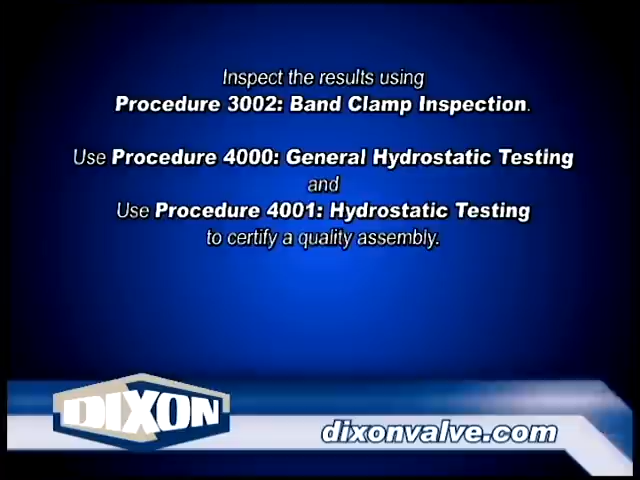 Inspect the results using
Procedure 3002: Band Clamp Inspection.
Use Procedure 4000: General Hydrostatic Testing
and
Use Procedure 4001: Hydrostatic Testing
to certify a quality assembly.
DIXON
dixonvalve.com